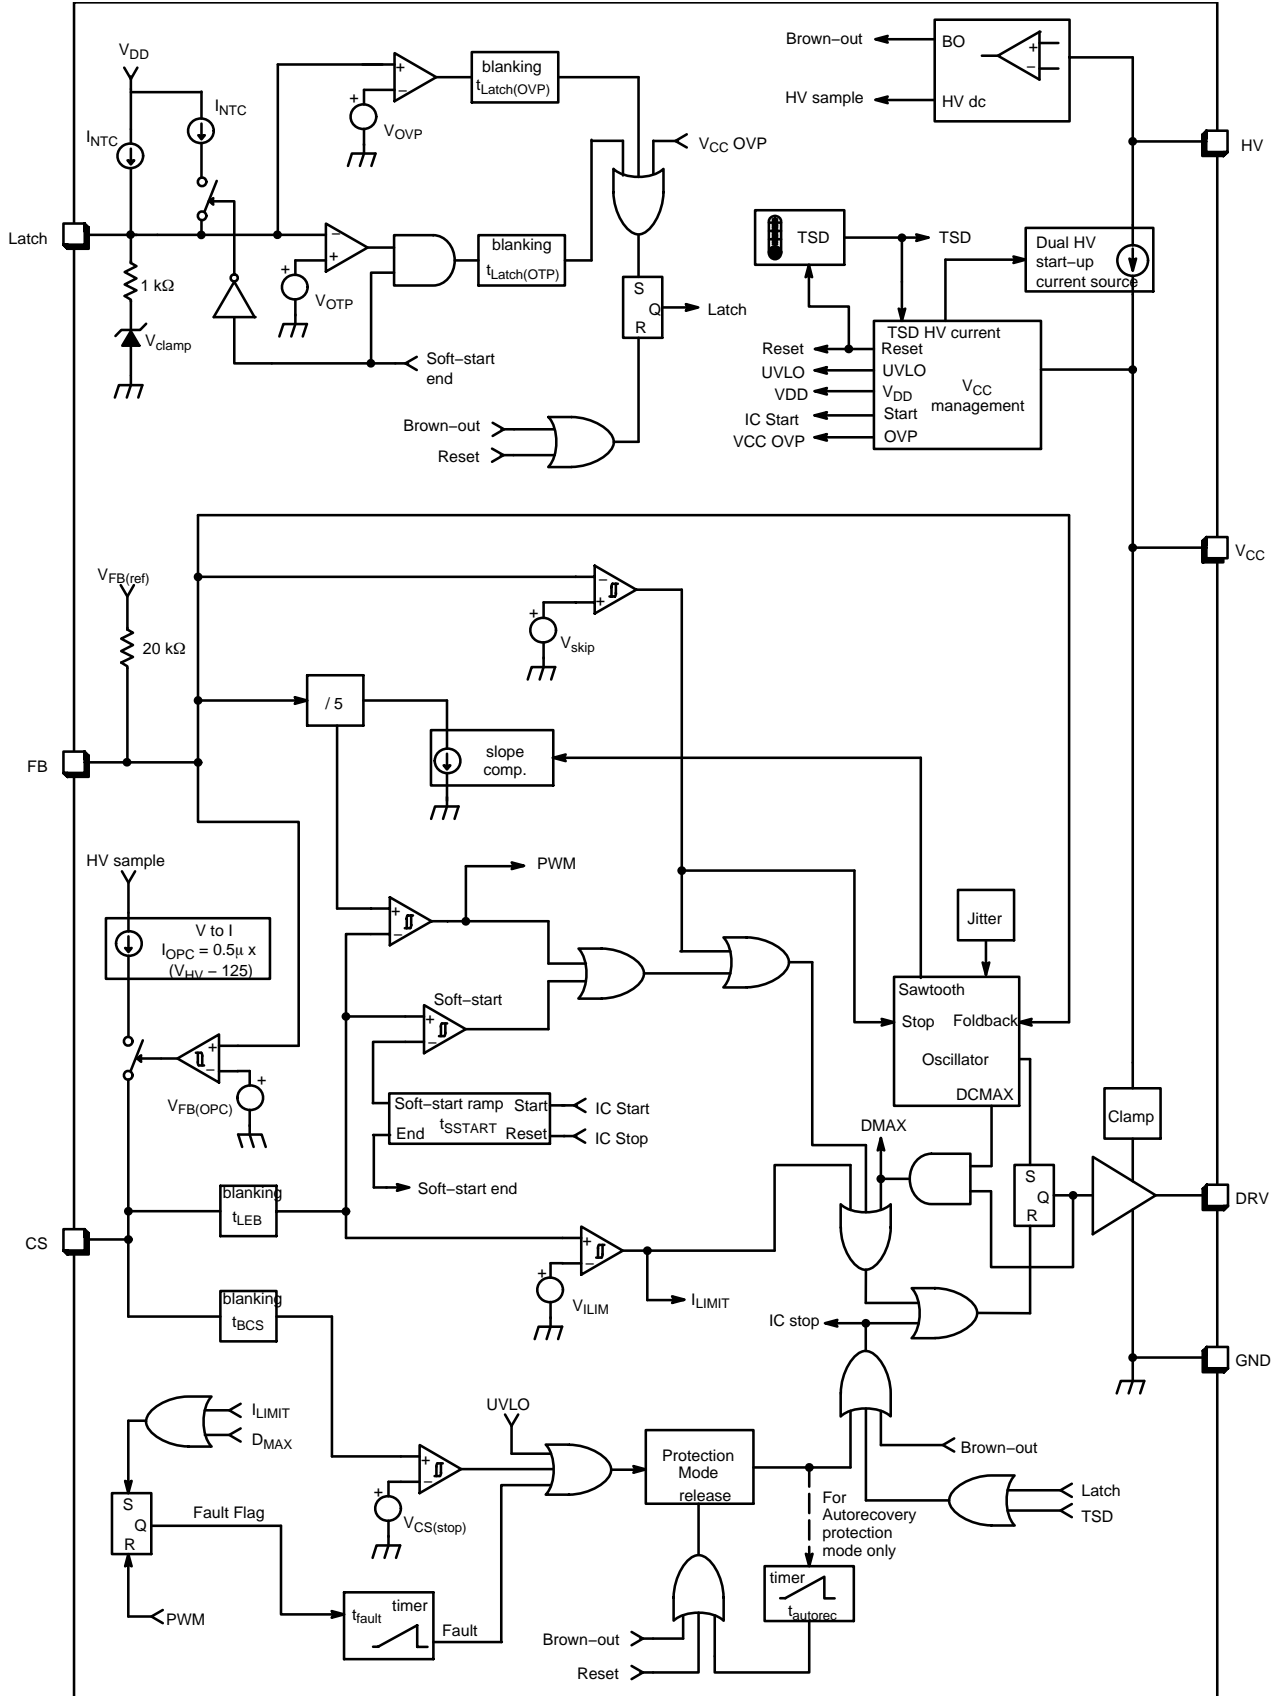 VDD
INTC
INTC
Latch
1 kΩ
Vclamp
+
−
VOVP
blanking
tLatch(OVP)
VCC OVP
−
+
VOTP
blanking
tLatch(OTP)
Soft−start
end
S
Q
R
Latch
Brown−out
Reset
Brown−out
BO
+
−
HV sample
HV dc
HV
TSD
TSD
Dual HV
start−up
current source
TSD HV current
Reset
Reset
UVLO
UVLO
VDD
VDD
VCC
management
IC Start
Start
VCC OVP
OVP
VCC
VFB(ref)
20 kΩ
FB
−
+
Vskip
/ 5
slope
comp.
HV sample
V to I
IOPC = 0.5μ x
(VHV − 125)
+
−
VFB(OPC)
PWM
+
−
Soft−start
+
−
Soft−start ramp
Start
IC Start
tSSTART
End
Reset
IC Stop
Soft−start end
Jitter
Sawtooth
Stop
Foldback
Oscillator
DCMAX
DMAX
Clamp
S
Q
R
DRV
CS
blanking
tLEB
+
−
VILIM
ILIMIT
blanking
tBCS
IC stop
GND
ILIMIT
DMAX
S
Q
R
Fault Flag
PWM
UVLO
+
−
VCS(stop)
tfault
timer
Fault
Protection
Mode
release
For
Autorecovery
protection
mode only
timer
tautorec
Brown−out
Reset
Brown−out
Latch
TSD